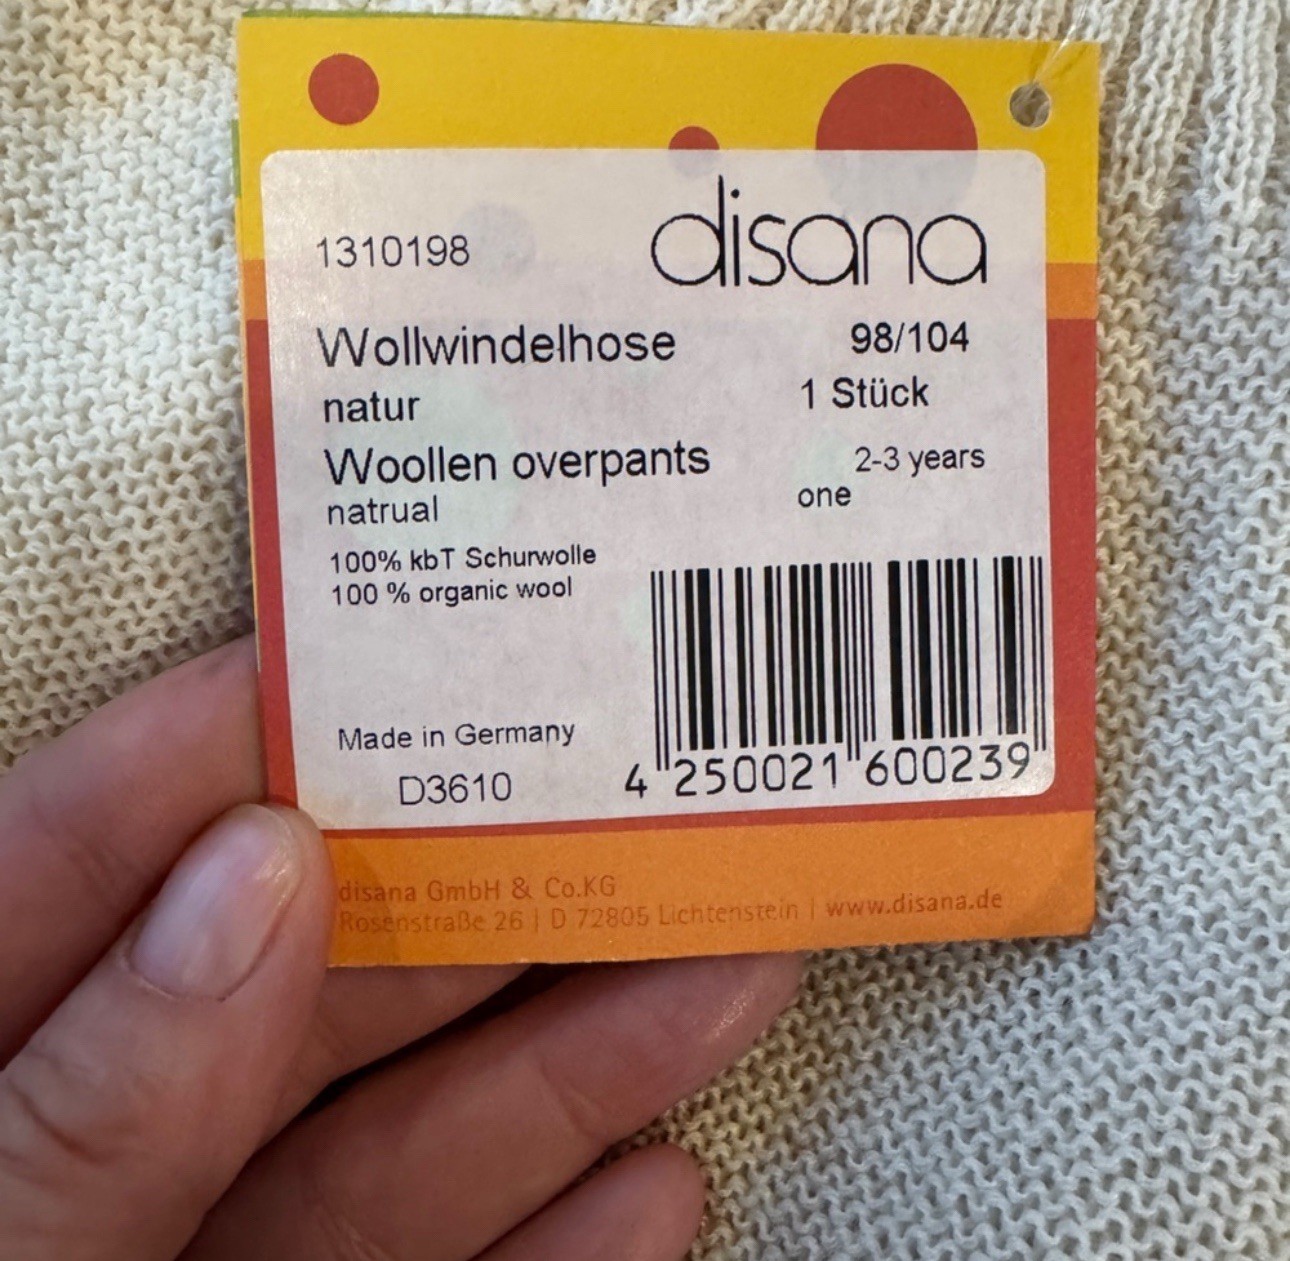 1310198
disana
Wollwindelhose 98/104
natur 1 Stück
Woollen overpants 2-3 years
natrual one
100% kbT Schurwolle
100 % organic wool
Made in Germany
D3610
4 250021 600239
disana GmbH & Co.KG
Rosenstraße 26 | D 72805 Lichtenstein | www.disana.de